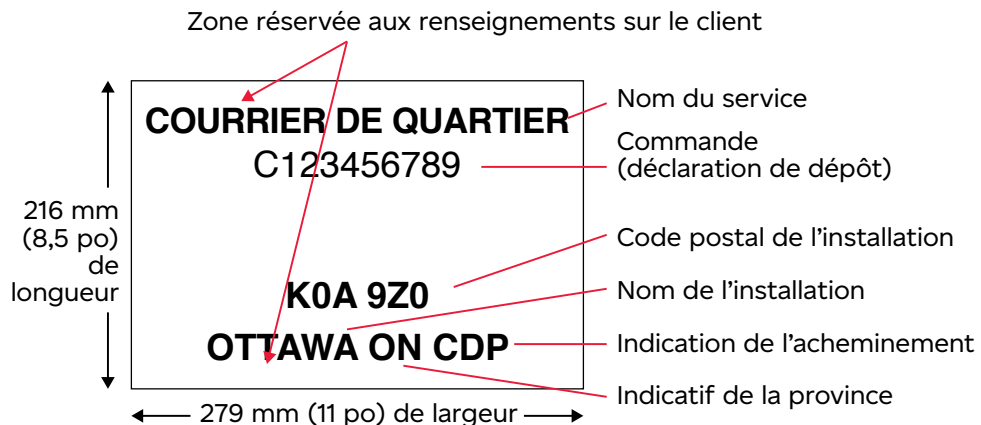 Zone réservée aux renseignements sur le client
COURRIER DE QUARTIER
C123456789
K0A 9Z0
OTTAWA ON CDP
Nom du service
Commande
(déclaration de dépôt)
Code postal de l’installation
Nom de l’installation
Indication de l’acheminement
Indicatif de la province
216 mm
(8,5 po)
de
longueur
279 mm (11 po) de largeur